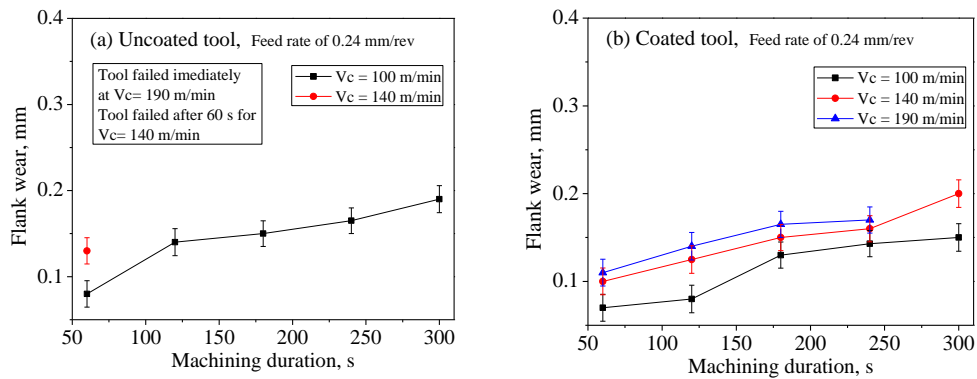 (a) Uncoated tool, Feed rate of 0.24 mm/rev
Tool failed imediately
at Vc= 190 m/min
Tool failed after 60 s for
Vc= 140 m/min
Vc = 100 m/min
Vc = 140 m/min
0.4
0.3
0.2
0.1
Flank wear, mm
50 100 150 200 250 300
Machining duration, s
(b) Coated tool, Feed rate of 0.24 mm/rev
Vc = 100 m/min
Vc = 140 m/min
Vc = 190 m/min
0.4
0.3
0.2
0.1
Flank wear, mm
50 100 150 200 250 300
Machining duration, s